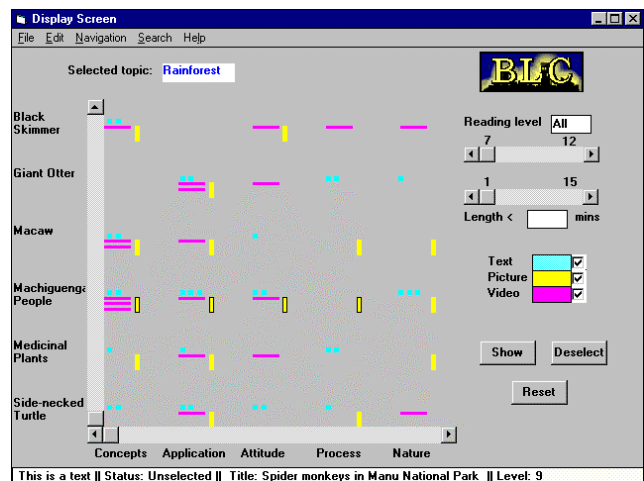 Display Screen
File Edit Navigation Search Help
Selected topic: Rainforest
BLC
Black
Skimmer
Giant Otter
Macaw
Machiguenga
People
Medicinal
Plants
Side-necked
Turtle
Concepts Application Attitude Process Nature
Reading level All
7 12
1 15
Length < mins
Text
Picture
Video
Show Deselect
Reset
This is a text || Status: Unselected || Title: Spider monkeys in Manu National Park || Level: 9